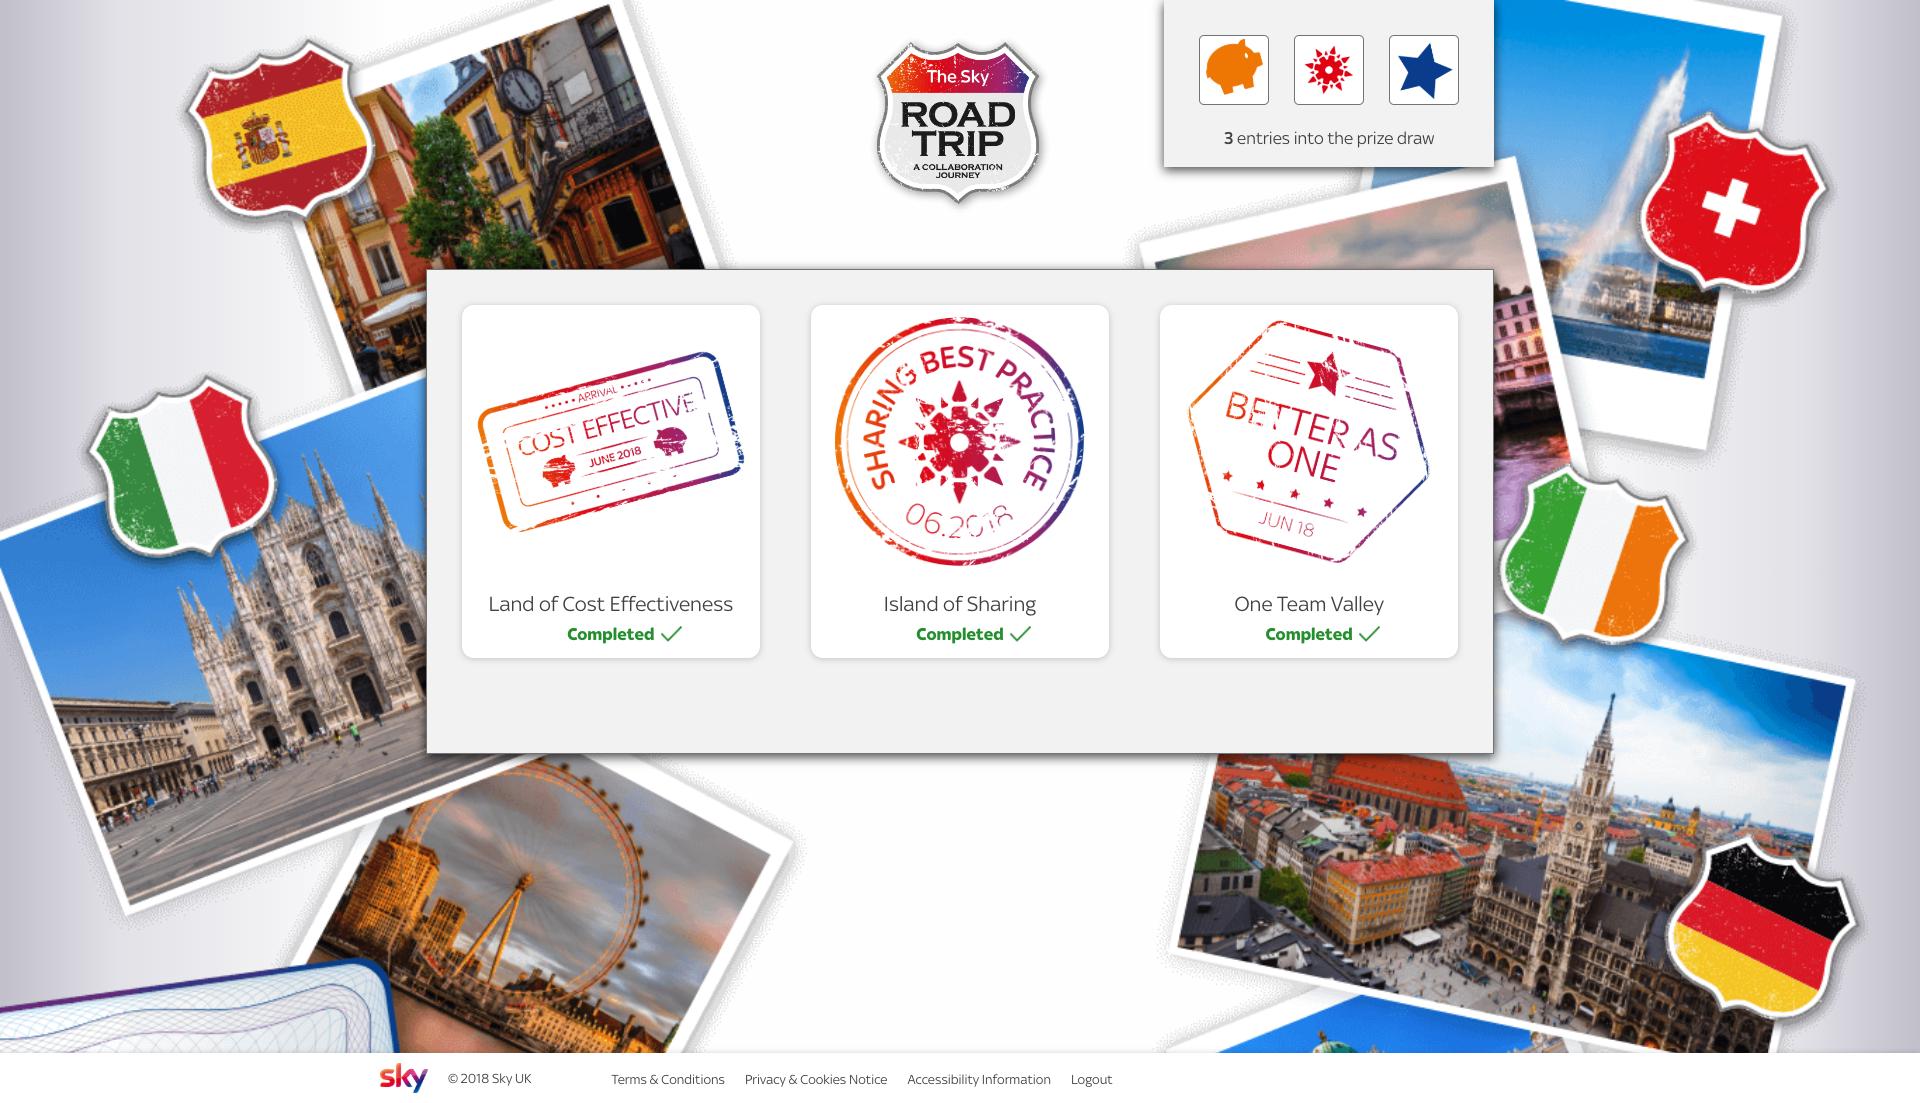 The Sky
ROAD
TRIP
A COLLABORATION
JOURNEY
3 entries into the prize draw
ARRIVAL
COST EFFECTIVE
JUNE 2018
SHARING BEST PRACTICE
06.2018
BETTER AS
ONE
JUN 18
Land of Cost Effectiveness
Completed
Island of Sharing
Completed
One Team Valley
Completed
sky
© 2018 Sky UK
Terms & Conditions
Privacy & Cookies Notice
Accessibility Information
Logout